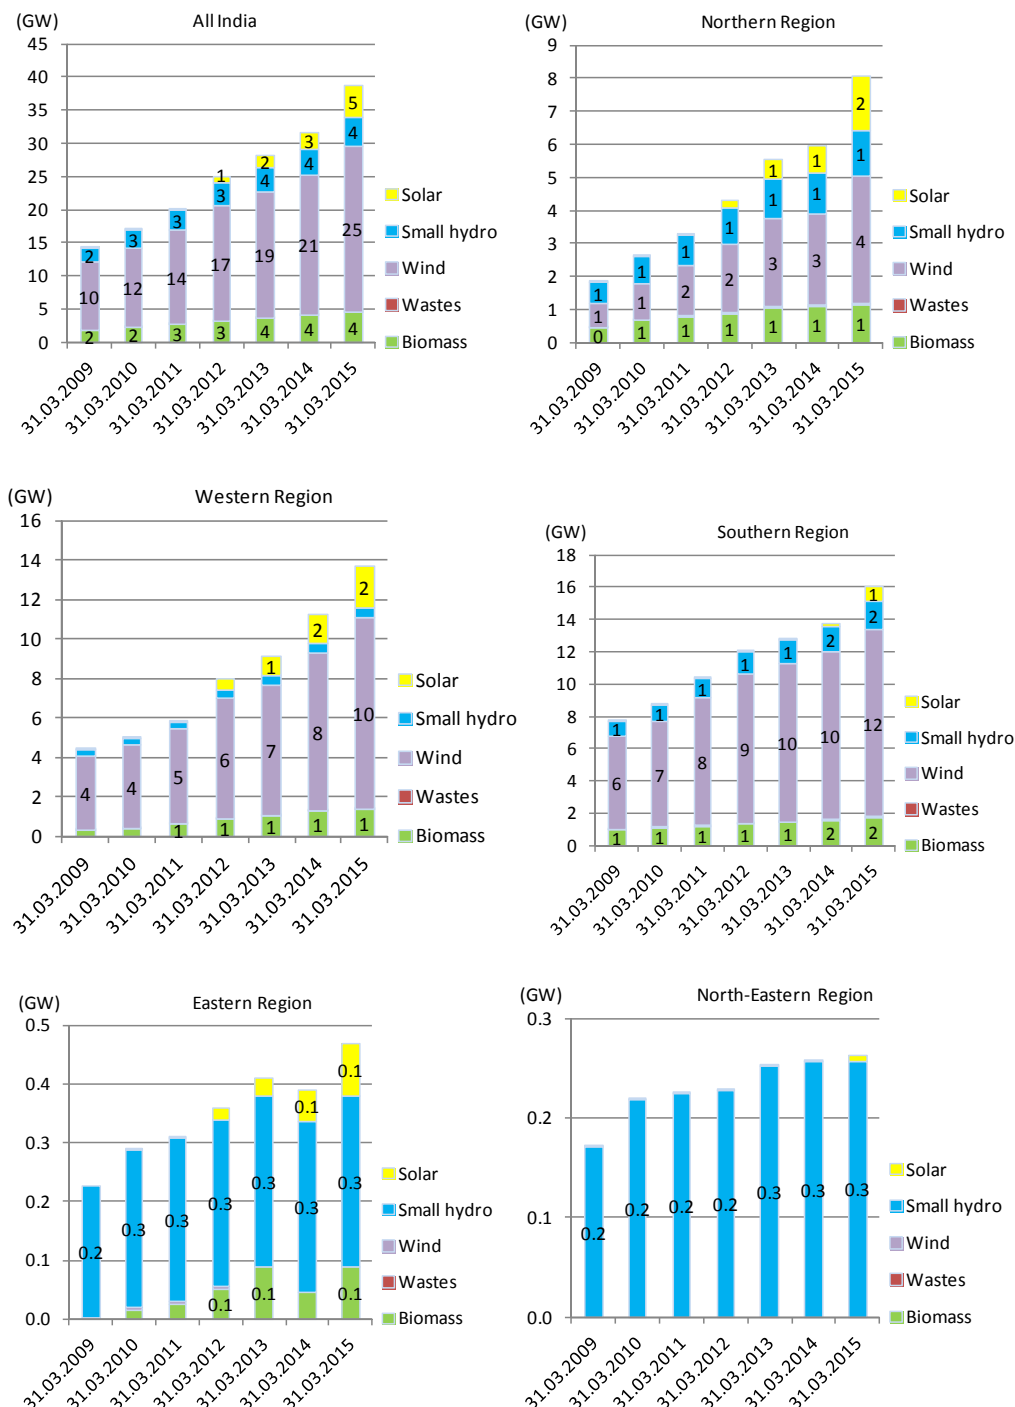 (GW) All India
45
40
35
30
25
20
15
10
5
0
2 2 3 3 4 4 4
10 12 14 17 19 21 25
2 3 3 3 4 4 4
1 2 3 5
31.03.2009 31.03.2010 31.03.2011 31.03.2012 31.03.2013 31.03.2014 31.03.2015
Solar
Small hydro
Wind
Wastes
Biomass
(GW) Northern Region
9
8
7
6
5
4
3
2
1
0
0 1 1 1 1 1 1
1 1 2 2 3 3 4
1 1 1 1 1 1 1
1 1 2
31.03.2009 31.03.2010 31.03.2011 31.03.2012 31.03.2013 31.03.2014 31.03.2015
Solar
Small hydro
Wind
Wastes
Biomass
(GW) Western Region
16
14
12
10
8
6
4
2
0
1 1 1 1 1
4 4 5 6 7 8 10
1 2 2
31.03.2009 31.03.2010 31.03.2011 31.03.2012 31.03.2013 31.03.2014 31.03.2015
Solar
Small hydro
Wind
Wastes
Biomass
(GW) Southern Region
18
16
14
12
10
8
6
4
2
0
1 1 1 1 1 2 2
6 7 8 9 10 10 12
1 1 1 1 1 2 2
1
31.03.2009 31.03.2010 31.03.2011 31.03.2012 31.03.2013 31.03.2014 31.03.2015
Solar
Small hydro
Wind
Wastes
Biomass
(GW) Eastern Region
0.5
0.4
0.3
0.2
0.1
0.0
0.1 0.1 0.1
0.2 0.3 0.3 0.3 0.3 0.3 0.3
0.1 0.1
31.03.2009 31.03.2010 31.03.2011 31.03.2012 31.03.2013 31.03.2014 31.03.2015
Solar
Small hydro
Wind
Wastes
Biomass
(GW) North-Eastern Region
0.3
0.2
0.1
0.0
0.2 0.2 0.2 0.2 0.3 0.3 0.3
31.03.2009 31.03.2010 31.03.2011 31.03.2012 31.03.2013 31.03.2014 31.03.2015
Solar
Small hydro
Wind
Wastes
Biomass